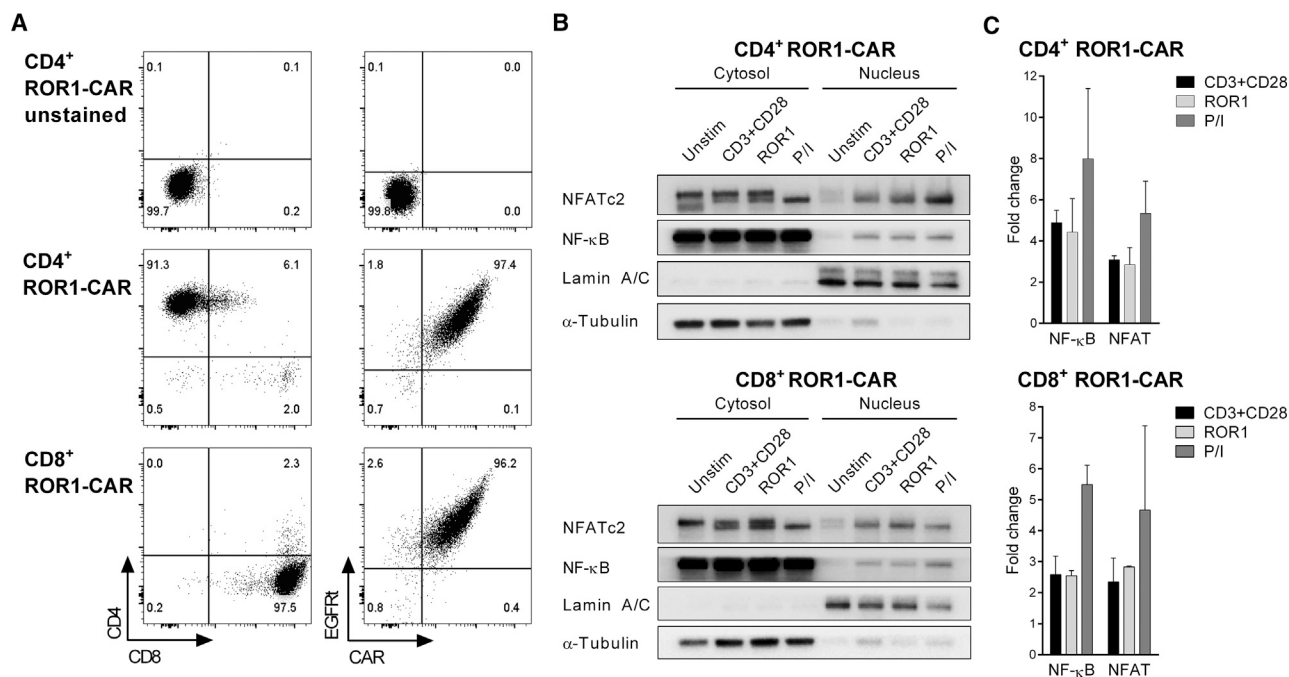 A
CD4+
ROR1-CAR
unstained
0.1
0.1
99.7
0.2
0.1
0.0
99.8
0.0
CD4+
ROR1-CAR
91.3
6.1
0.5
2.0
1.8
97.4
0.7
0.1
CD8+
ROR1-CAR
0.0
2.3
0.2
97.5
2.6
96.2
0.8
0.4
CD4
CD8
EGFRt
CAR
B
CD4+ ROR1-CAR
Cytosol Nucleus
Unstim CD3+CD28 ROR1 P/I Unstim CD3+CD28 ROR1 P/I
NFATc2
NF-κB
Lamin A/C
α-Tubulin
CD8+ ROR1-CAR
Cytosol Nucleus
Unstim CD3+CD28 ROR1 P/I Unstim CD3+CD28 ROR1 P/I
NFATc2
NF-κB
Lamin A/C
α-Tubulin
C
CD4+ ROR1-CAR
Fold change
12
10
8
6
4
2
0
NF-κB NFAT
CD3+CD28
ROR1
P/I
CD8+ ROR1-CAR
Fold change
8
7
6
5
4
3
2
1
0
NF-κB NFAT
CD3+CD28
ROR1
P/I